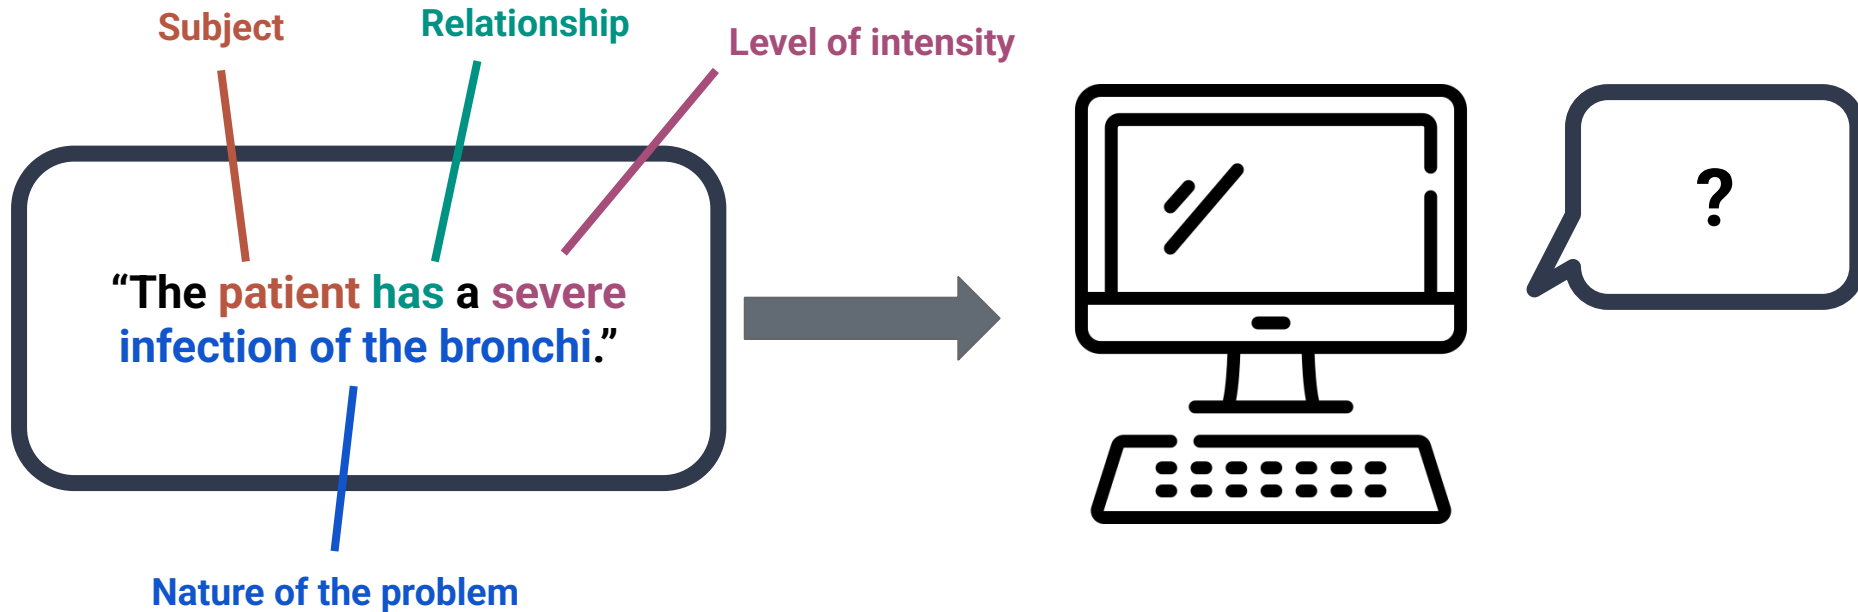 Subject
Relationship
Level of intensity
“The patient has a severe
infection of the bronchi.”
Nature of the problem
?